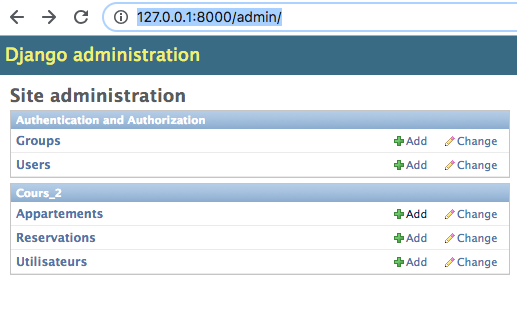 127.0.0.1:8000/admin/
Django administration
Site administration
Authentication and Authorization
Groups Add Change
Users Add Change
Cours_2
Appartements Add Change
Reservations Add Change
Utilisateurs Add Change